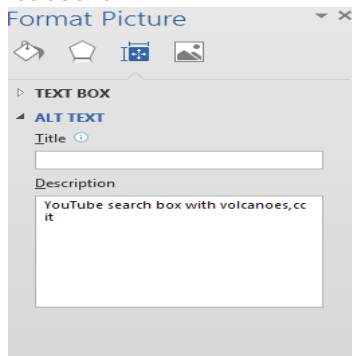 Format Picture
TEXT BOX
ALT TEXT
Title
Description
YouTube search box with volcanoes,cc
it